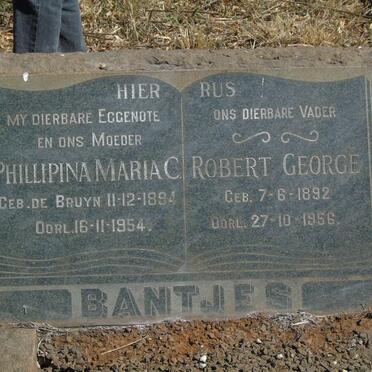 HIER RUS
MY DIERBARE EGGENOTE
EN ONS MOEDER
PHILLIPINA MARIA C.
GEB. DE BRUYN 11-12-1894
OORL. 16-11-1954.
ONS DIERBARE VADER
ROBERT GEORGE
GEB. 7-6-1892
OORL. 27-10-1956.
BANTJES